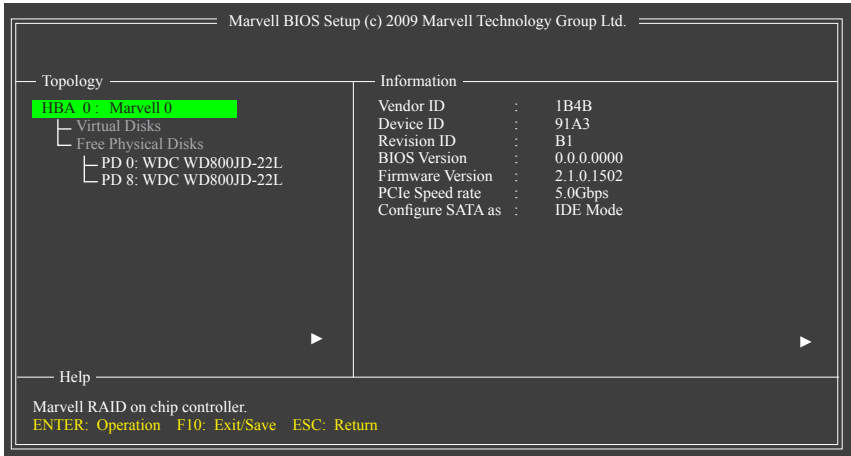 Marvell BIOS Setup (c) 2009 Marvell Technology Group Ltd.
Topology
HBA 0 : Marvell 0
Virtual Disks
Free Physical Disks
PD 0: WDC WD800JD-22L
PD 8: WDC WD800JD-22L
Information
Vendor ID : 1B4B
Device ID : 91A3
Revision ID : B1
BIOS Version : 0.0.0.0000
Firmware Version : 2.1.0.1502
PCIe Speed rate : 5.0Gbps
Configure SATA as : IDE Mode
Help
Marvell RAID on chip controller.
ENTER: Operation F10: Exit/Save ESC: Return